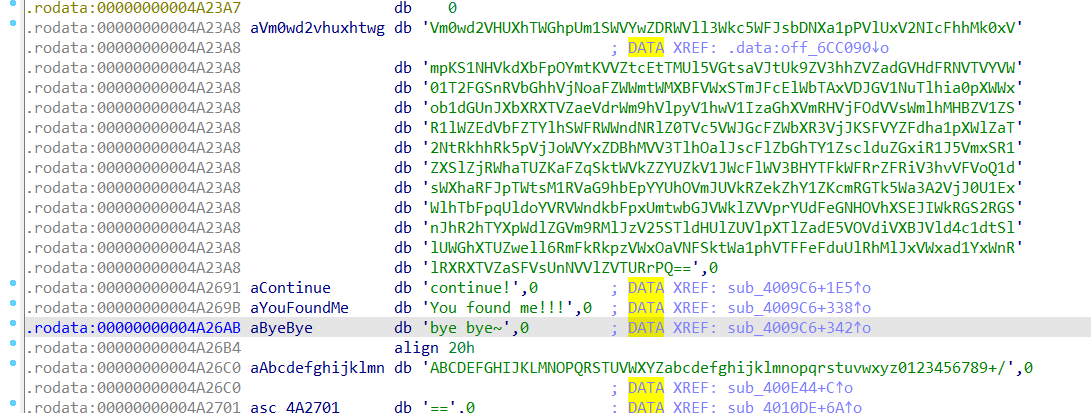 .rodata:00000000004A23A7 db 0
.rodata:00000000004A23A8 aVm0wd2vhuxhtwg db 'Vm0wd2VHUXhTWGhpUm1SWVYwZDRWVll3Wkc5WFJsbDNXa1pPVlUxV2NIcFhhMk0xV'
.rodata:00000000004A23A8 ; DATA XREF: .data:off_6CC090↓o
.rodata:00000000004A23A8 db 'mpKS1NHVkdXbFpOYmtKVVZtcEtTMUl5VGtsaVJtUk9ZV3hhZVZadGVHdFRNVTVYVW'
.rodata:00000000004A23A8 db '01T2FGSnRVbGhhVjNoaFZWWmtWMXBFVWxSTmJFcElWbTAxVDJGV1NuTlhia0pXWWx'
.rodata:00000000004A23A8 db 'ob1dGUnJXbXRXTVZaeVdrWm9hVlpyV1hwV1IzaGhXVmRHVjFOdVVsWmlhMHBZV1ZS'
.rodata:00000000004A23A8 db 'R1lWZEdVbFZTYlhSWFRWWndNRlZ0TVc5VWJGcFZWbXR3VjJKSFVYZFdha1pXWlZaT'
.rodata:00000000004A23A8 db '2NtRkhhRk5pVjJoWVYxZDBhMVV3TlhOalJscFlZbGhTY1ZsclduZGxiR1J5VmxSR1'
.rodata:00000000004A23A8 db 'ZXSlZjRWhaTUZKaFZqSktWVkZZYUZkV1JWcFlWV3BHYTFkWFRrZFRiV3hvVFVoQ1d'
.rodata:00000000004A23A8 db 'sWXhaRFJpTWtsM1RVaG9hbEpYYUhOVmJUVkRZekZhY1ZKcmRGTk5Wa3A2VjJ0U1Ex'
.rodata:00000000004A23A8 db 'WlhTbFpqUldoYVRVWndkbFpxUmtwbGJVWklZVVprYUdFeGNHOVhXSEJIWkRGS2RGS'
.rodata:00000000004A23A8 db 'nJhR2hTYXpWdlZGVm9RMlJzV25STldHUlZUVlpXTlZadE5VOVdiVXBJVld4c1dtSl'
.rodata:00000000004A23A8 db 'lUWGhXTUZwell6RmFkRkpzVWxOaVNFSktWa1phVTFFeFduUlRhMlJxVWxad1YxWnR'
.rodata:00000000004A23A8 db 'lRXRXTVZaSFVsUnNVVlZVTURrPQ==',0
.rodata:00000000004A2691 aContinue db 'continue!',0 ; DATA XREF: sub_4009C6+1E5↑o
.rodata:00000000004A269B aYouFoundMe db 'You found me!!!',0 ; DATA XREF: sub_4009C6+338↑o
.rodata:00000000004A26AB aByeBye db 'bye bye~',0 ; DATA XREF: sub_4009C6+342↑o
.rodata:00000000004A26B4 align 20h
.rodata:00000000004A26C0 aAbcdefghijklmn db 'ABCDEFGHIJKLMNOPQRSTUVWXYZabcdefghijklmnopqrstuvwxyz0123456789+/',0
.rodata:00000000004A26C0 ; DATA XREF: sub_400E44+C↑o
.rodata:00000000004A2701 asc_4A2701 db '==',0 ; DATA XREF: sub_4010DE+6A↑o